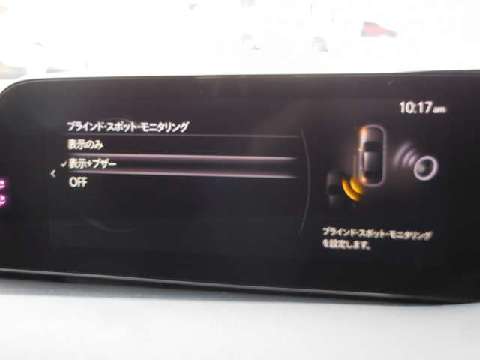 10:17am
ブラインド・スポット・モニタリング
表示のみ
✓表示+ブザー
OFF
ブラインド・スポット・モニタリング
を設定します。